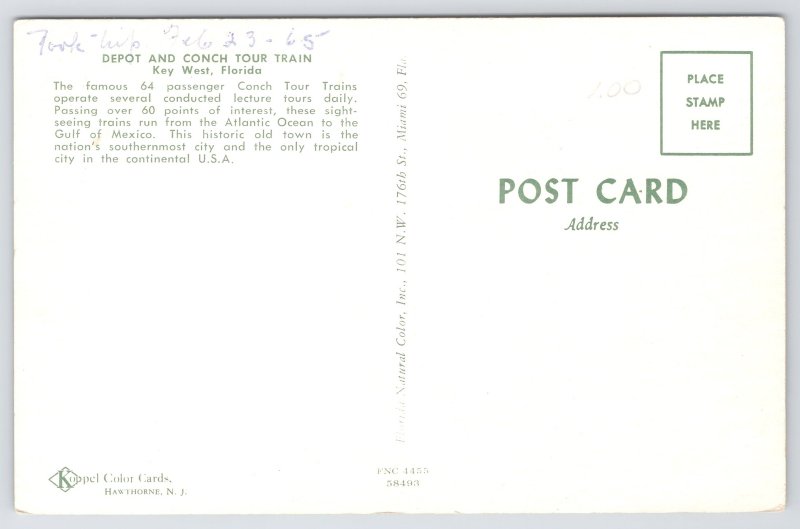 Took trip Feb 23-65
DEPOT AND CONCH TOUR TRAIN
Key West, Florida
The famous 64 passenger Conch Tour Trains
operate several conducted lecture tours daily.
Passing over 60 points of interest, these sight-
seeing trains run from the Atlantic Ocean to the
Gulf of Mexico. This historic old town is the
nation's southernmost city and the only tropical
city in the continental U.S.A.
Koppel Color Cards,
HAWTHORNE, N. J.
Florida Natural Color, Inc., 101 N.W. 176th St., Miami 69, Fla
FNC 4455
58493
1.00
PLACE
STAMP
HERE
POST CARD
Address